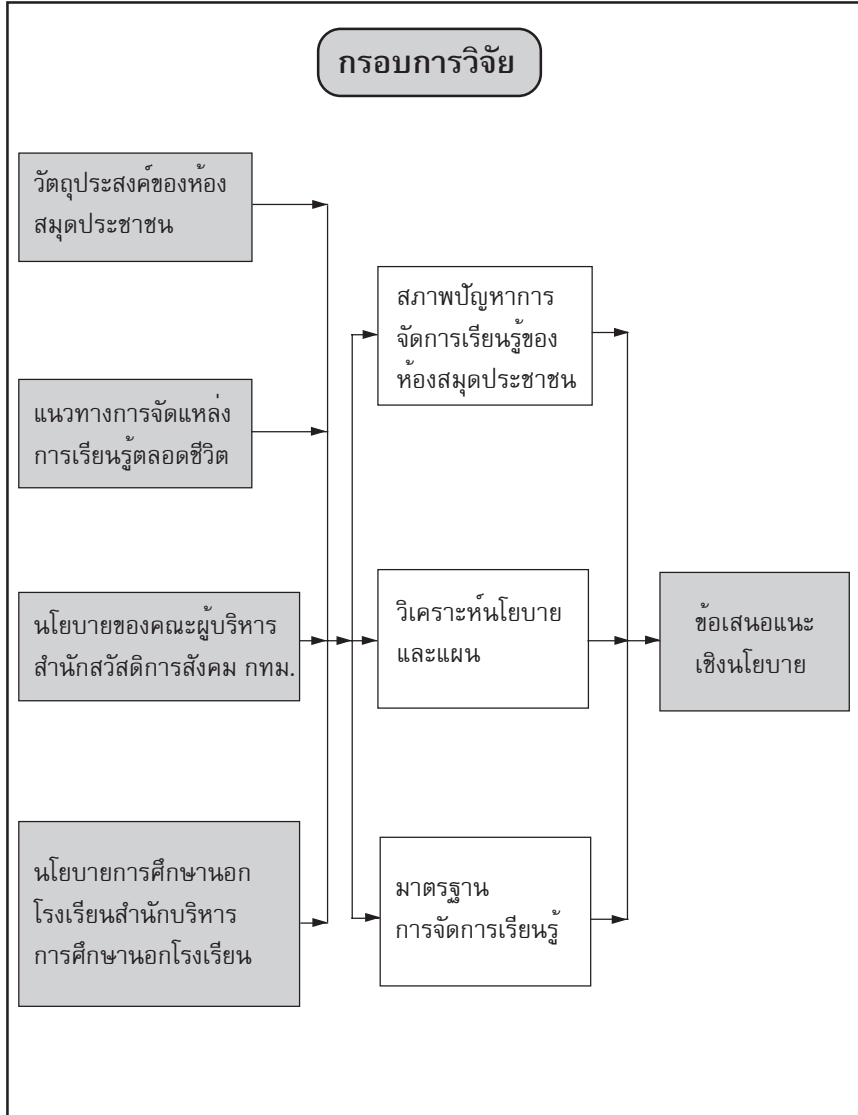 กรอบการวิจัย
วัตถุประสงค์ของห้อง
สมุดประชาชน
แนวทางการจัดแหล่ง
การเรียนรู้ตลอดชีวิต
นโยบายของคณะผู้บริหาร
สำนักสวัสดิการสังคม กทม.
นโยบายการศึกษานอก
โรงเรียนสำนักบริหาร
การศึกษานอกโรงเรียน
สภาพปัญหาการ
จัดการเรียนรู้ของ
ห้องสมุดประชาชน
วิเคราะห์นโยบาย
และแผน
มาตรฐาน
การจัดการเรียนรู้
ข้อเสนอแนะ
เชิงนโยบาย